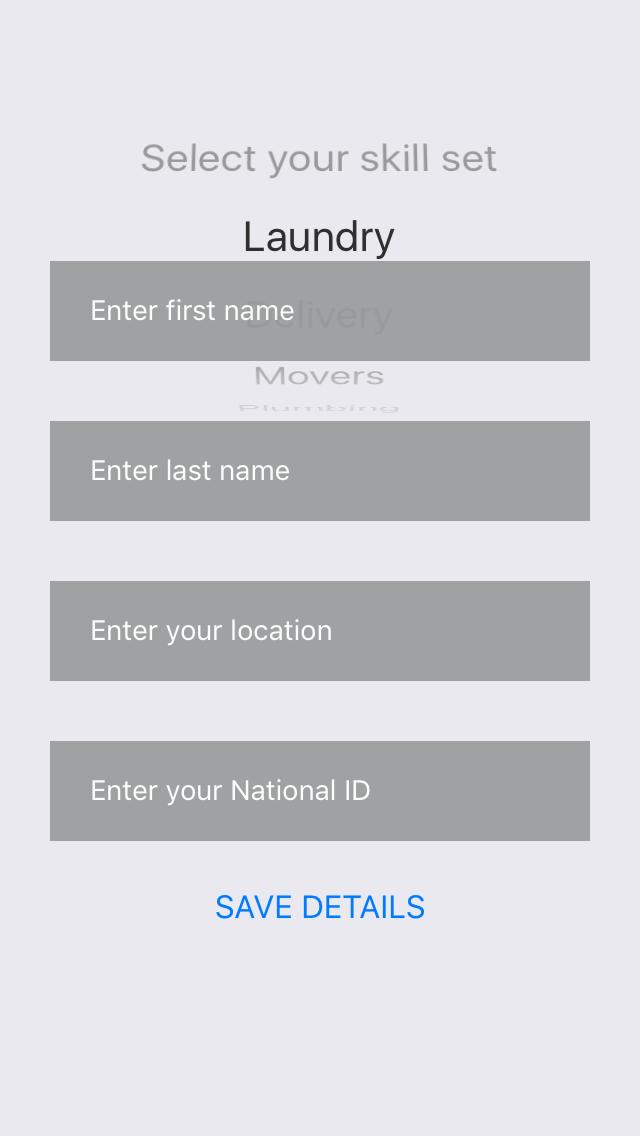 Select your skill set
Laundry
Enter first name
Delivery
Movers
Plumbing
Enter last name
Enter your location
Enter your National ID
SAVE DETAILS